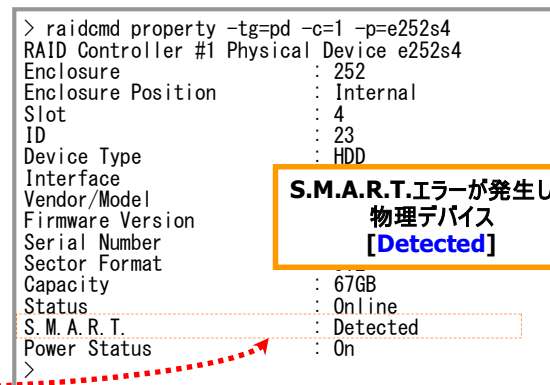 > raidcmd property -tg=pd -c=1 -p=e252s4
RAID Controller #1 Physical Device e252s4
Enclosure : 252
Enclosure Position : Internal
Slot : 4
ID : 23
Device Type : HDD
Interface
Vendor/Model
Firmware Version
Serial Number
Sector Format
Capacity : 67GB
Status : Online
S.M.A.R.T. : Detected
Power Status : On
>
S.M.A.R.T.エラーが発生し
物理デバイス
[Detected]